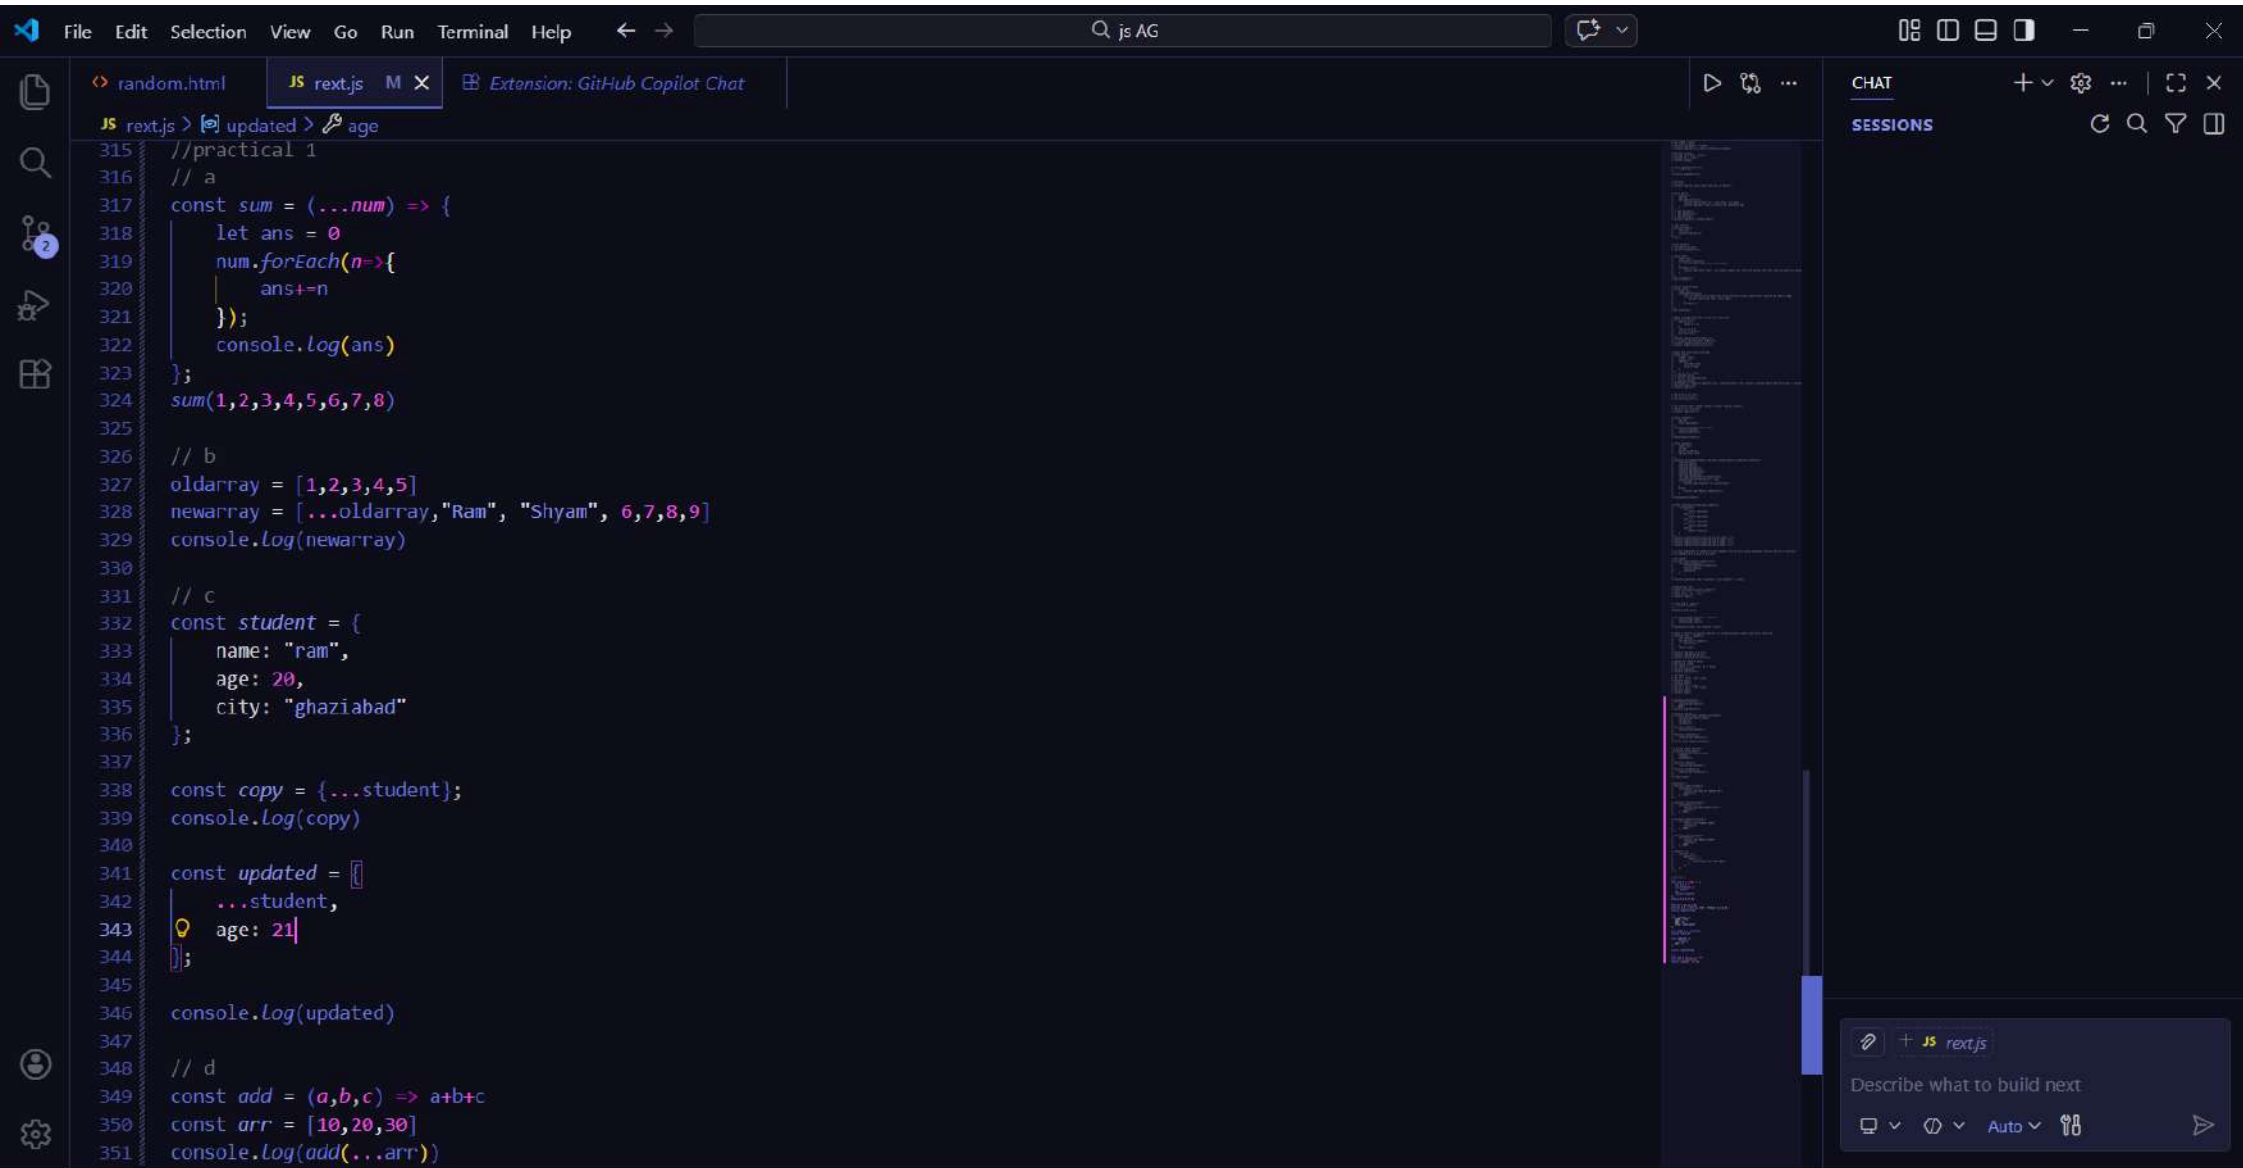 File Edit Selection View Go Run Terminal Help js AG
random.html JS rext.js M Extension: GitHub Copilot Chat
JS rext.js > updated > age
315 //practical 1
316 // a
317 const sum = (...num) => {
318 let ans = 0
319 num.forEach(n=>{
320 ans+=n
321 });
322 console.log(ans)
323 };
324 sum(1,2,3,4,5,6,7,8)
325
326 // b
327 oldarray = [1,2,3,4,5]
328 newarray = [...oldarray,"Ram", "Shyam", 6,7,8,9]
329 console.log(newarray)
330
331 // c
332 const student = {
333 name: "ram",
334 age: 20,
335 city: "ghaziabad"
336 };
337
338 const copy = {...student};
339 console.log(copy)
340
341 const updated = {
342 ...student,
343 age: 21
344 };
345
346 console.log(updated)
347
348 // d
349 const add = (a,b,c) => a+b+c
350 const arr = [10,20,30]
351 console.log(add(...arr))
2
CHAT
SESSIONS
JS rext.js
Describe what to build next
Auto